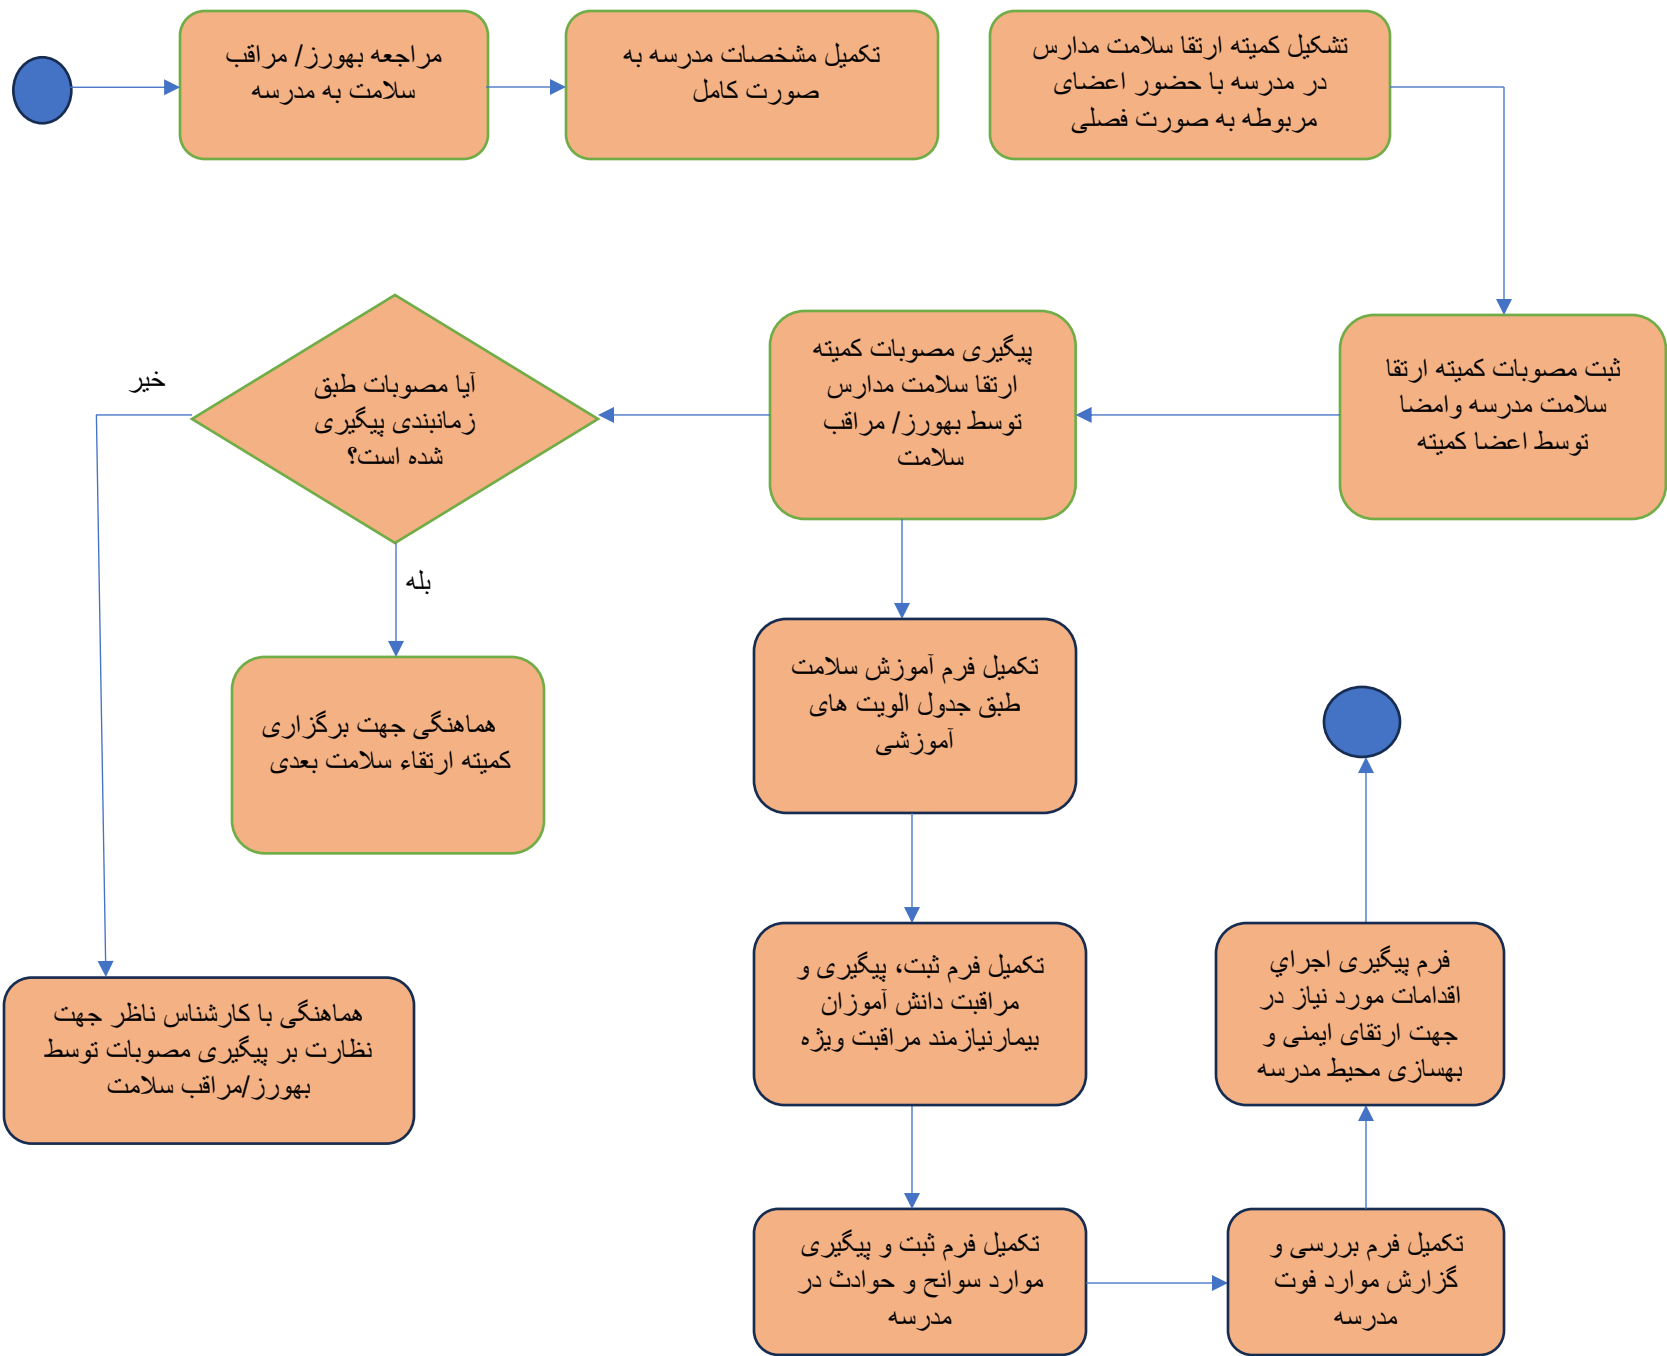 مراجعه بهورز/ مراقب
سلامت به مدرسه
تکمیل مشخصات مدرسه به
صورت کامل
تشکیل کمیته ارتقا سلامت مدارس
در مدرسه با حضور اعضای
مربوطه به صورت فصلی
ثبت مصوبات کمیته ارتقا
سلامت مدرسه وامضا
توسط اعضا کمیته
پیگیری مصوبات کمیته
ارتقا سلامت مدارس
توسط بهورز/ مراقب
سلامت
آیا مصوبات طبق
زمانبندی پیگیری
شده است؟
خیر
بله
هماهنگی جهت برگزاری
کمیته ارتقاء سلامت بعدی
هماهنگی با کارشناس ناظر جهت
نظارت بر پیگیری مصوبات توسط
بهورز/مراقب سلامت
تکمیل فرم آموزش سلامت
طبق جدول الویت های
آموزشی
تکمیل فرم ثبت، پیگیری و
مراقبت دانش آموزان
بیمارنیازمند مراقبت ویژه
تکمیل فرم ثبت و پیگیری
موارد سوانح و حوادث در
مدرسه
تکمیل فرم بررسی و
گزارش موارد فوت
مدرسه
فرم پیگیری اجراي
اقدامات مورد نیاز در
جهت ارتقای ایمنی و
بهسازی محیط مدرسه